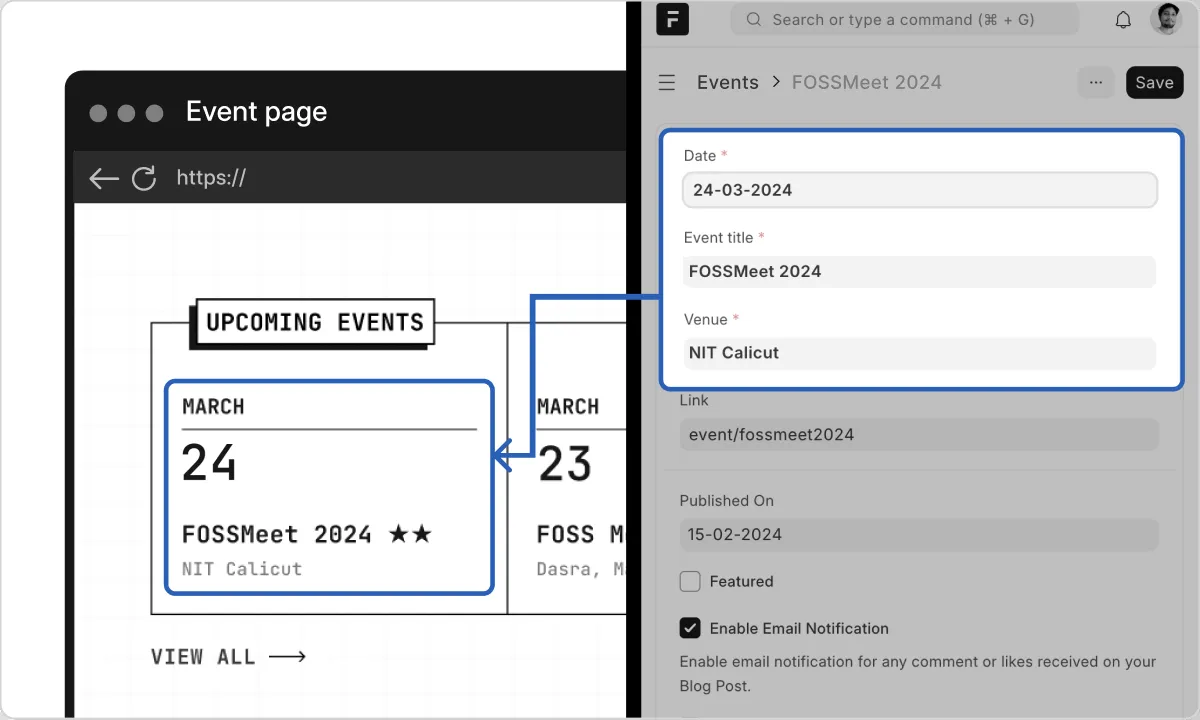 Event page
https://
UPCOMING EVENTS
MARCH
24
FOSSMeet 2024 ★★
NIT Calicut
MARCH
23
FOSS M
Dasra, M
VIEW ALL ⟶
F
Search or type a command (⌘ + G)
Events > FOSSMeet 2024
···
Save
Date *
24-03-2024
Event title *
FOSSMeet 2024
Venue *
NIT Calicut
Link
event/fossmeet2024
Published On
15-02-2024
Featured
Enable Email Notification
Enable email notification for any comment or likes received on your
Blog Post.